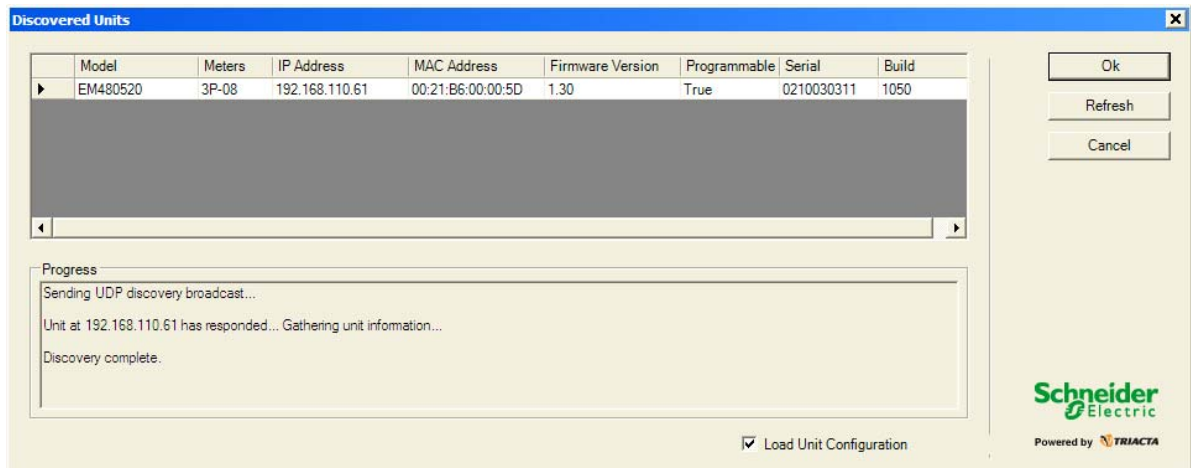 Discovered Units
Model Meters IP Address MAC Address Firmware Version Programmable Serial Build
EM480520 3P-08 192.168.110.61 00:21:B6:00:00:5D 1.30 True 0210030311 1050
Ok
Refresh
Cancel
Progress
Sending UDP discovery broadcast...
Unit at 192.168.110.61 has responded... Gathering unit information...
Discovery complete.
Load Unit Configuration
Schneider
Electric
Powered by TRIACTA